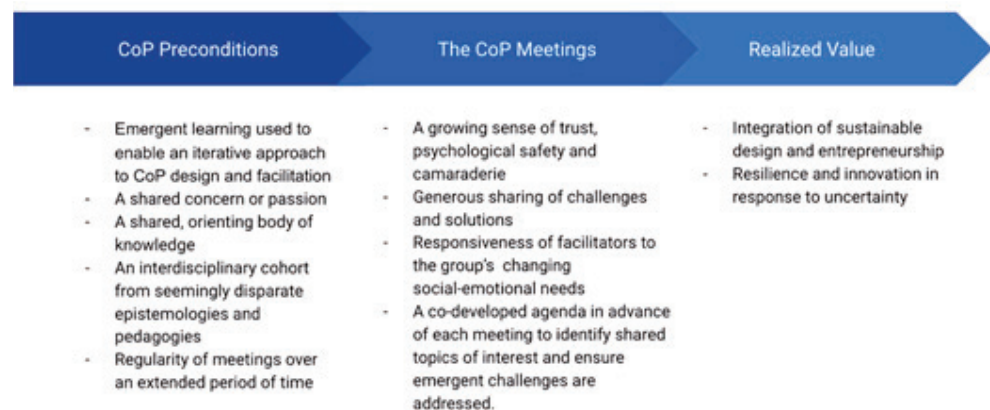 CoP Preconditions
The CoP Meetings
Realized Value
- Emergent learning used to
enable an iterative approach
to CoP design and facilitation
- A shared concern or passion
- A shared, orienting body of
knowledge
- An interdisciplinary cohort
from seemingly disparate
epistemologies and
pedagogies
- Regularity of meetings over
an extended period of time
- A growing sense of trust,
psychological safety and
camaraderie
- Generous sharing of challenges
and solutions
- Responsiveness of facilitators to
the group's changing
social-emotional needs
- A co-developed agenda in advance
of each meeting to identify shared
topics of interest and ensure
emergent challenges are
addressed.
- Integration of sustainable
design and entrepreneurship
- Resilience and innovation in
response to uncertainty